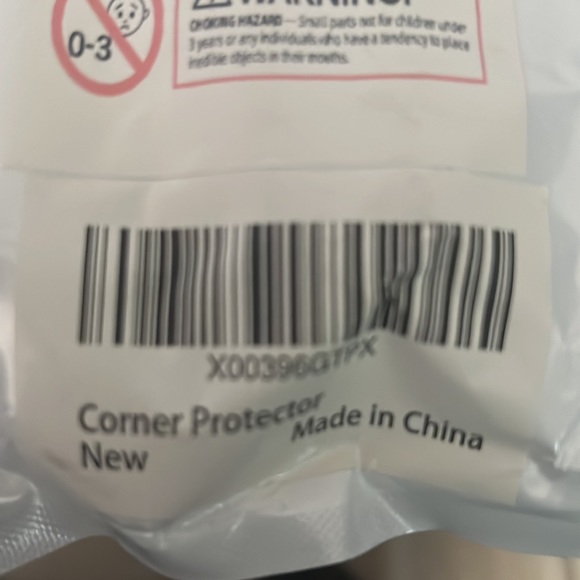 WARNING!
0-3
CHOKING HAZARD — Small parts not for children under
3 years or any individuals who have a tendency to place
inedible objects in their mouths.
X00396GTPX
Corner Protector
Made in China
New